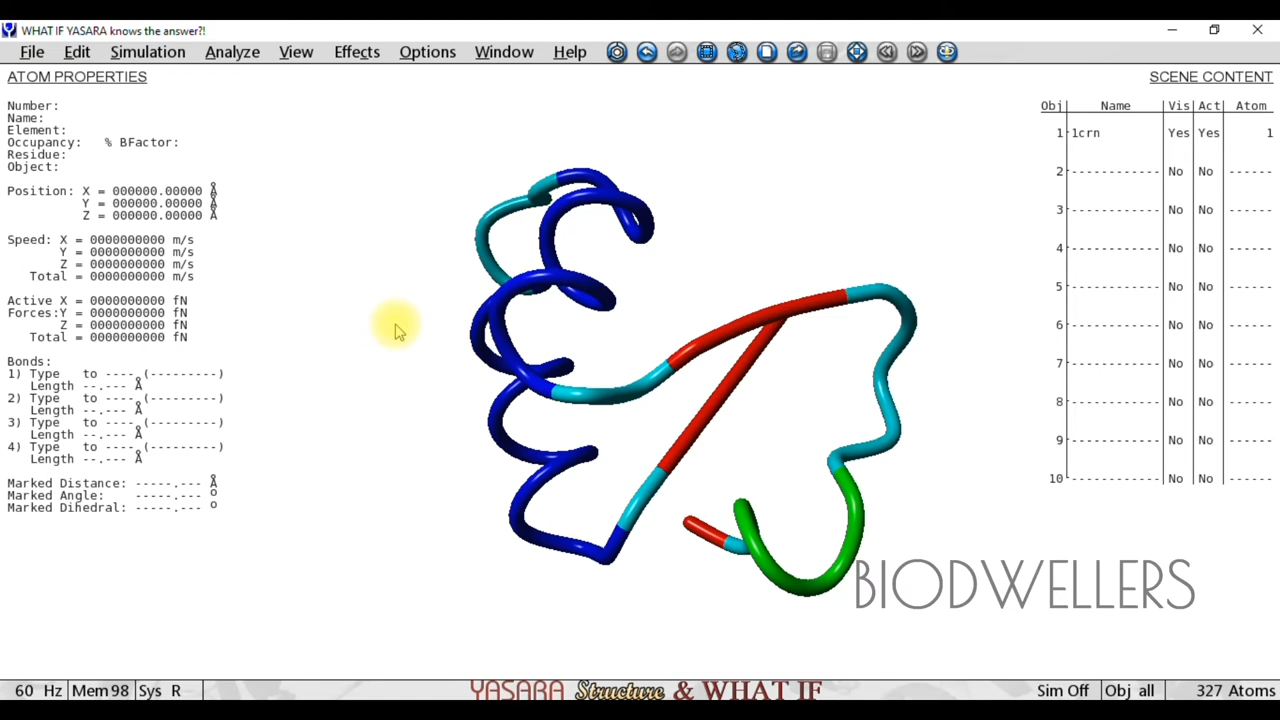 WHAT IF YASARA knows the answer?!
File Edit Simulation Analyze View Effects Options Window Help
ATOM PROPERTIES
Number:
Name:
Element:
Occupancy: % BFactor:
Residue:
Object:
Position: X = 000000.00000 Å
Y = 000000.00000 Å
Z = 000000.00000 Å
Speed: X = 0000000000 m/s
Y = 0000000000 m/s
Z = 0000000000 m/s
Total = 0000000000 m/s
Active X = 0000000000 fN
Forces:Y = 0000000000 fN
Z = 0000000000 fN
Total = 0000000000 fN
Bonds:
1) Type to ----_(---------)
Length --.--- Å
2) Type to ----_(---------)
Length --.--- Å
3) Type to ----_(---------)
Length --.--- Å
4) Type to ----_(---------)
Length --.--- Å
Marked Distance: -----.--- Å
Marked Angle: -----.--- o
Marked Dihedral: -----.--- o
SCENE CONTENT
Obj Name Vis Act Atom
1 1crn Yes Yes 1
2 ----------- No No ------
3 ----------- No No ------
4 ----------- No No ------
5 ----------- No No ------
6 ----------- No No ------
7 ----------- No No ------
8 ----------- No No ------
9 ----------- No No ------
10 ----------- No No ------
BIODWELLERS
60 Hz Mem98 Sys R YASARA Structure & WHAT IF Sim Off Obj all 327 Atoms